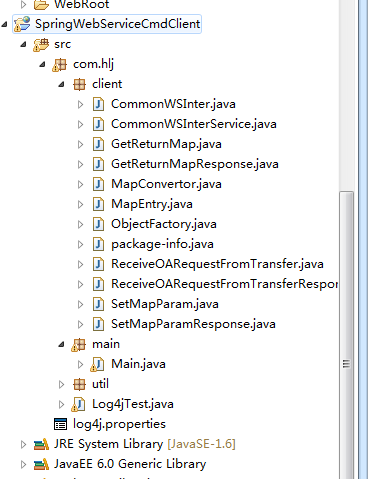 WebRoot
SpringWebServiceCmdClient
src
com.hlj
client
CommonWSInter.java
CommonWSInterService.java
GetReturnMap.java
GetReturnMapResponse.java
MapConvertor.java
MapEntry.java
ObjectFactory.java
package-info.java
ReceiveOARequestFromTransfer.java
ReceiveOARequestFromTransferRespor
SetMapParam.java
SetMapParamResponse.java
main
Main.java
util
Log4jTest.java
log4j.properties
JRE System Library [JavaSE-1.6]
JavaEE 6.0 Generic Library